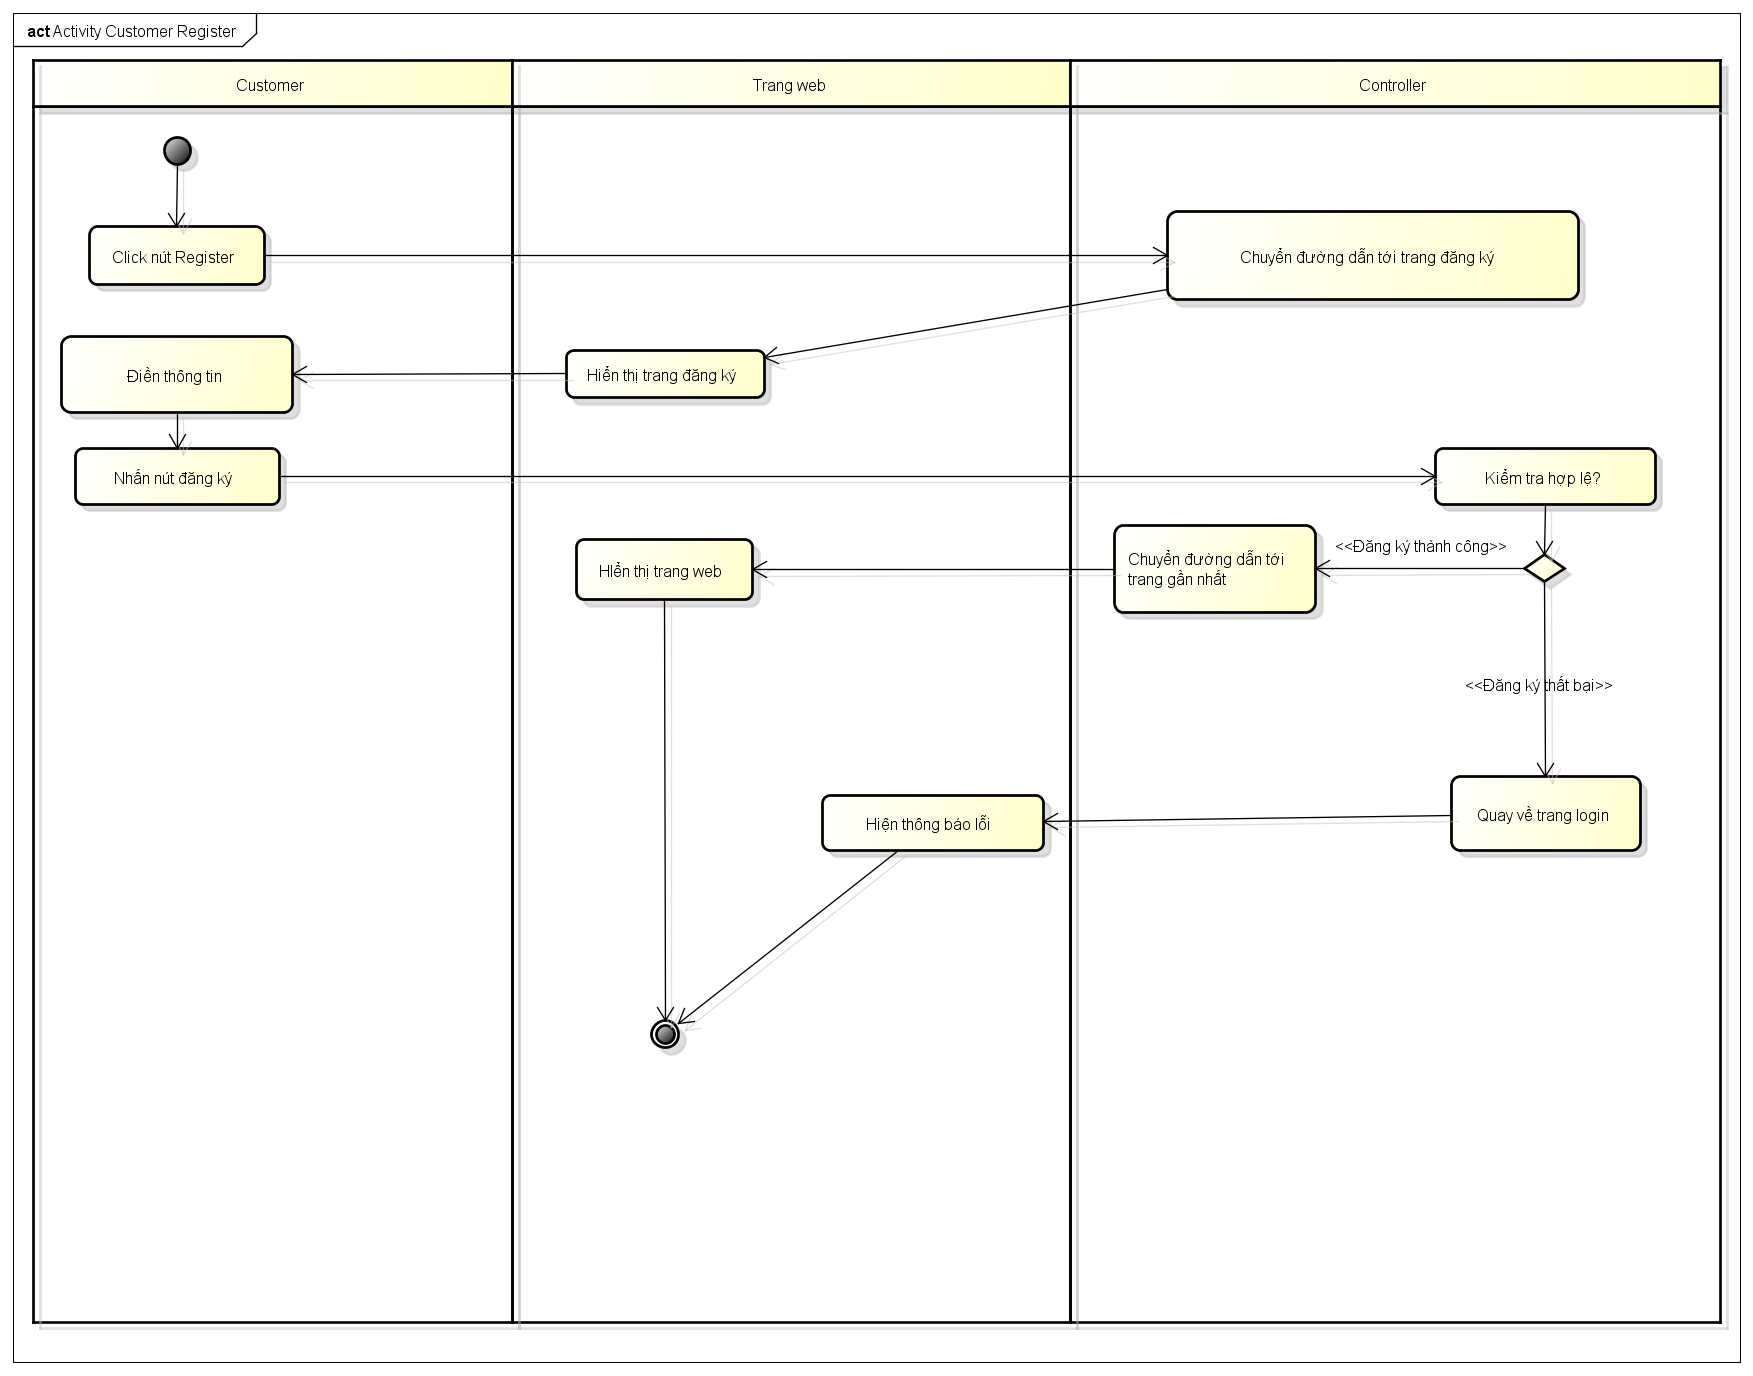 act Activity Customer Register
Customer
Trang web
Controller
Click nút Register
Chuyển đường dẫn tới trang đăng ký
Điền thông tin
Hiển thị trang đăng ký
Nhấn nút đăng ký
Kiểm tra hợp lệ?
<<Đăng ký thành công>>
Chuyển đường dẫn tới
trang gần nhất
HIển thị trang web
<<Đăng ký thất bại>>
Quay về trang login
Hiện thông báo lỗi